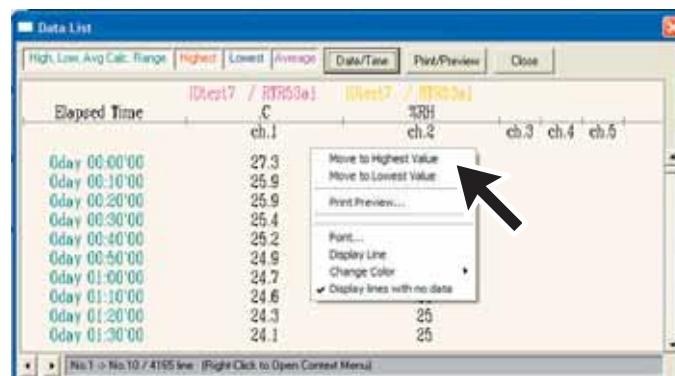 Data List
High, Low, Avg Calc. Range Highest Lowest Average Date/Time Print/Preview Close
IDtest7 / RTR53a1 IDtest7 / RTR53a1
Elapsed Time C %RH
ch.1 ch.2 ch.3 ch.4 ch.5
0day 00:00'00 27.3
0day 00:10'00 25.9
0day 00:20'00 25.9
0day 00:30'00 25.4
0day 00:40'00 25.2
0day 00:50'00 24.9
0day 01:00'00 24.7
0day 01:10'00 24.6
0day 01:20'00 24.3 25
0day 01:30'00 24.1 25
Move to Highest Value
Move to Lowest Value
Print Preview...
Font...
Display Line
Change Color
Display lines with no data
No.1 -> No.10 / 4165 line (Right-Click to Open Context Menu)